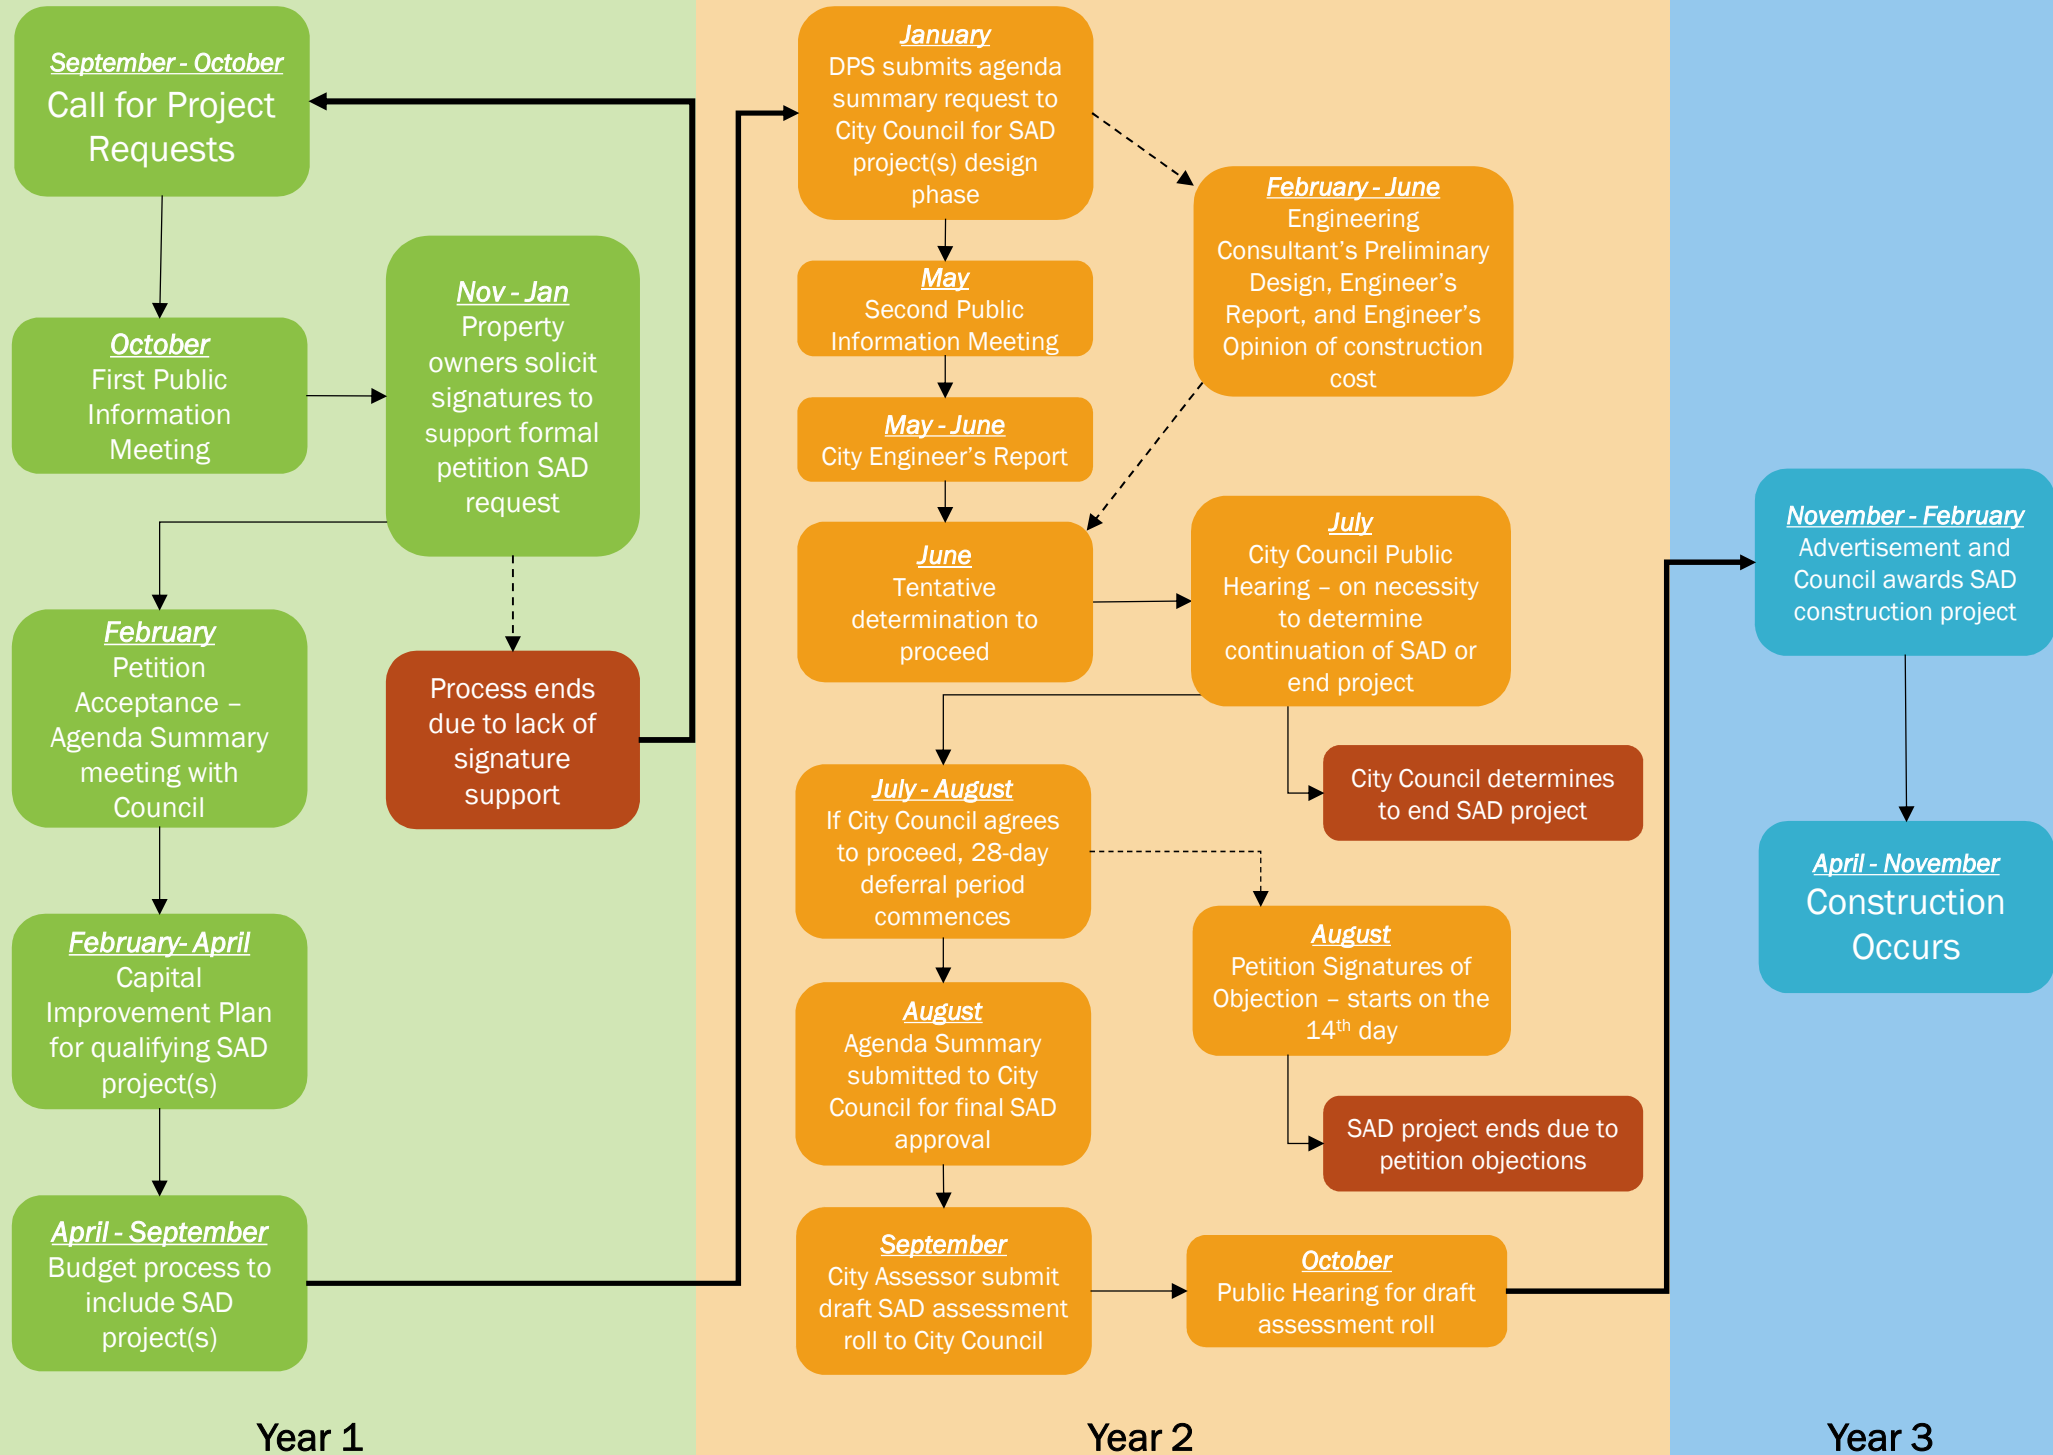 September - October
Call for Project
Requests
October
First Public
Information
Meeting
Nov - Jan
Property
owners solicit
signatures to
support formal
petition SAD
request
Process ends
due to lack of
signature
support
February
Petition
Acceptance –
Agenda Summary
meeting with
Council
February- April
Capital
Improvement Plan
for qualifying SAD
project(s)
April - September
Budget process to
include SAD
project(s)
Year 1
January
DPS submits agenda
summary request to
City Council for SAD
project(s) design
phase
February - June
Engineering
Consultant’s Preliminary
Design, Engineer’s
Report, and Engineer’s
Opinion of construction
cost
May
Second Public
Information Meeting
May - June
City Engineer’s Report
June
Tentative
determination to
proceed
July
City Council Public
Hearing – on necessity
to determine
continuation of SAD or
end project
City Council determines
to end SAD project
July - August
If City Council agrees
to proceed, 28-day
deferral period
commences
August
Petition Signatures of
Objection – starts on the
14th day
SAD project ends due to
petition objections
August
Agenda Summary
submitted to City
Council for final SAD
approval
September
City Assessor submit
draft SAD assessment
roll to City Council
October
Public Hearing for draft
assessment roll
Year 2
November - February
Advertisement and
Council awards SAD
construction project
April - November
Construction
Occurs
Year 3